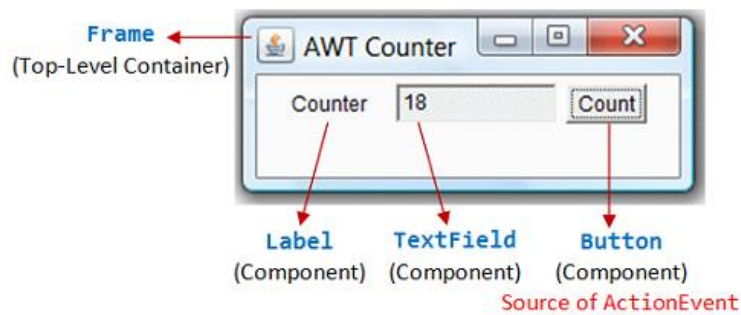 Frame
(Top-Level Container)
AWT Counter
Counter 18 Count
Label TextField Button
(Component) (Component) (Component)
Source of ActionEvent